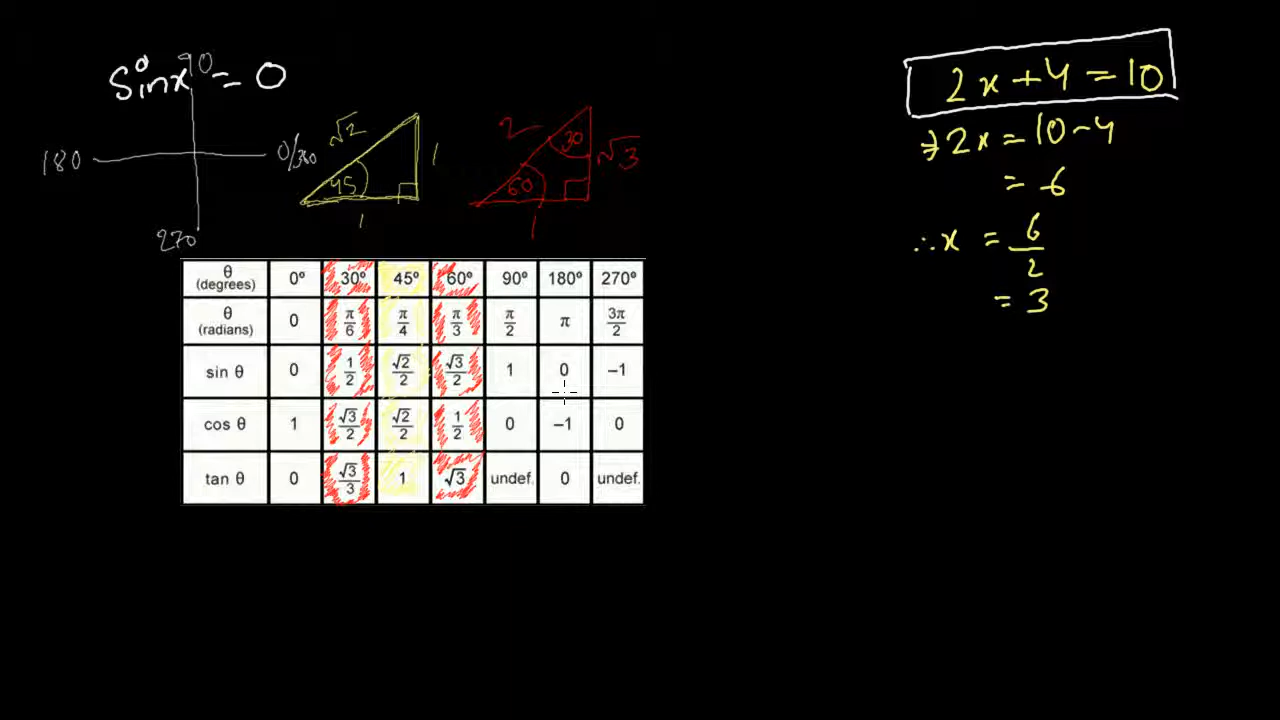 sin x° = 0
90
180
0/360
270
√2
1
45
1
2
30
√3
60
1
θ (degrees) 0° 30° 45° 60° 90° 180° 270°
θ (radians) 0 π/6 π/4 π/3 π/2 π 3π/2
sin θ 0 1/2 √2/2 √3/2 1 0 –1
cos θ 1 √3/2 √2/2 1/2 0 –1 0
tan θ 0 √3/3 1 √3 undef. 0 undef.
2x + 4 = 10
⇒ 2x = 10 - 4
= 6
∴ x = 6/2
= 3